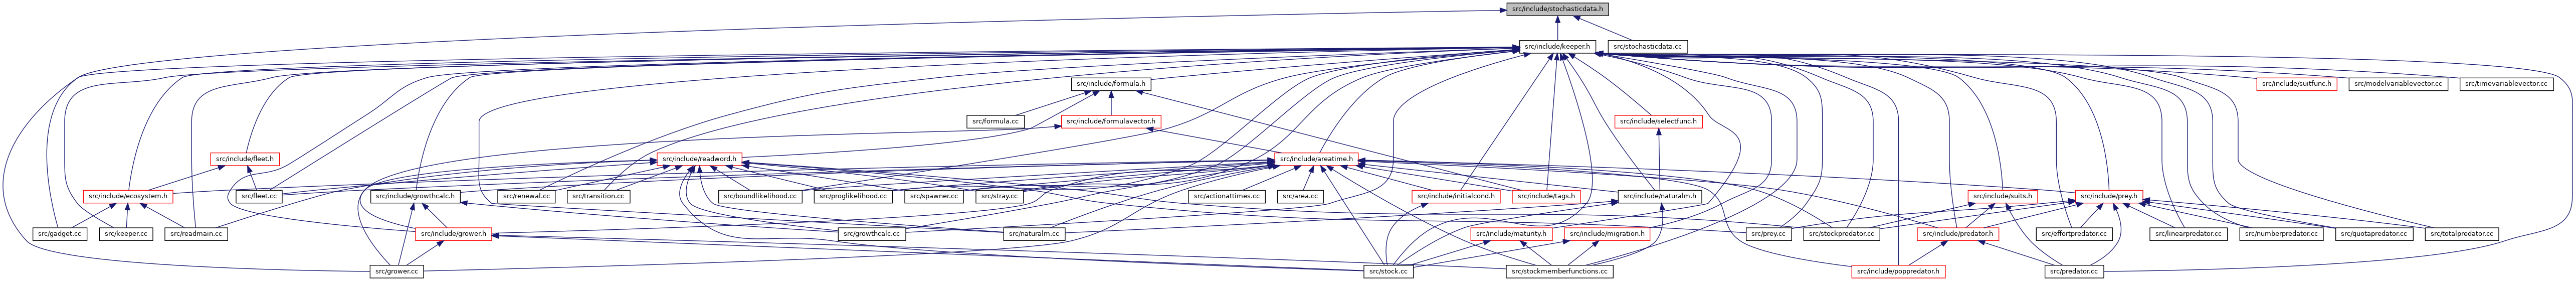 src/include/stochasticdata.h
src/include/keeper.h
src/stochasticdata.cc
src/include/formula.h
src/include/suitfunc.h
src/modelvariablevector.cc
src/timevariablevector.cc
src/formula.cc
src/include/formulavector.h
src/include/selectfunc.h
src/include/fleet.h
src/include/readword.h
src/include/areatime.h
src/include/ecosystem.h
src/fleet.cc
src/include/growthcalc.h
src/renewal.cc
src/transition.cc
src/boundlikelihood.cc
src/proglikelihood.cc
src/spawner.cc
src/stray.cc
src/actionattimes.cc
src/area.cc
src/include/initialcond.h
src/include/tags.h
src/include/naturalm.h
src/include/suits.h
src/include/prey.h
src/gadget.cc
src/keeper.cc
src/readmain.cc
src/include/grower.h
src/growthcalc.cc
src/naturalm.cc
src/include/maturity.h
src/include/migration.h
src/prey.cc
src/stockpredator.cc
src/include/predator.h
src/effortpredator.cc
src/linearpredator.cc
src/numberpredator.cc
src/quotapredator.cc
src/totalpredator.cc
src/grower.cc
src/stock.cc
src/stockmemberfunctions.cc
src/include/poppredator.h
src/predator.cc